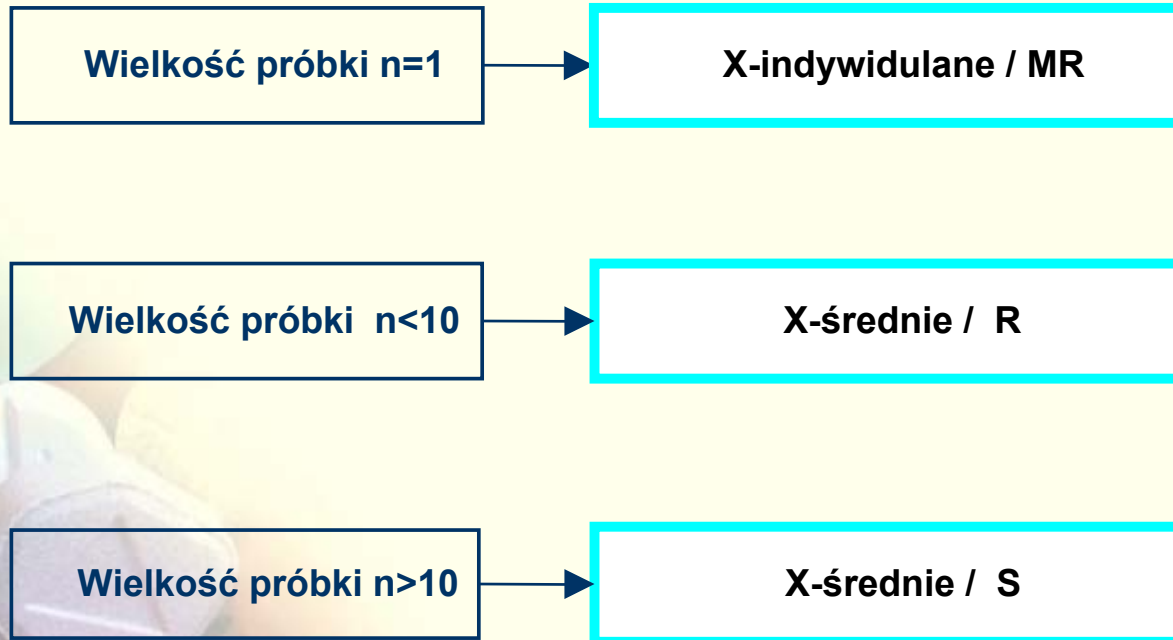 Wielkość próbki n=1
X-indywidulane / MR
Wielkość próbki n<10
X-średnie / R
Wielkość próbki n>10
X-średnie / S